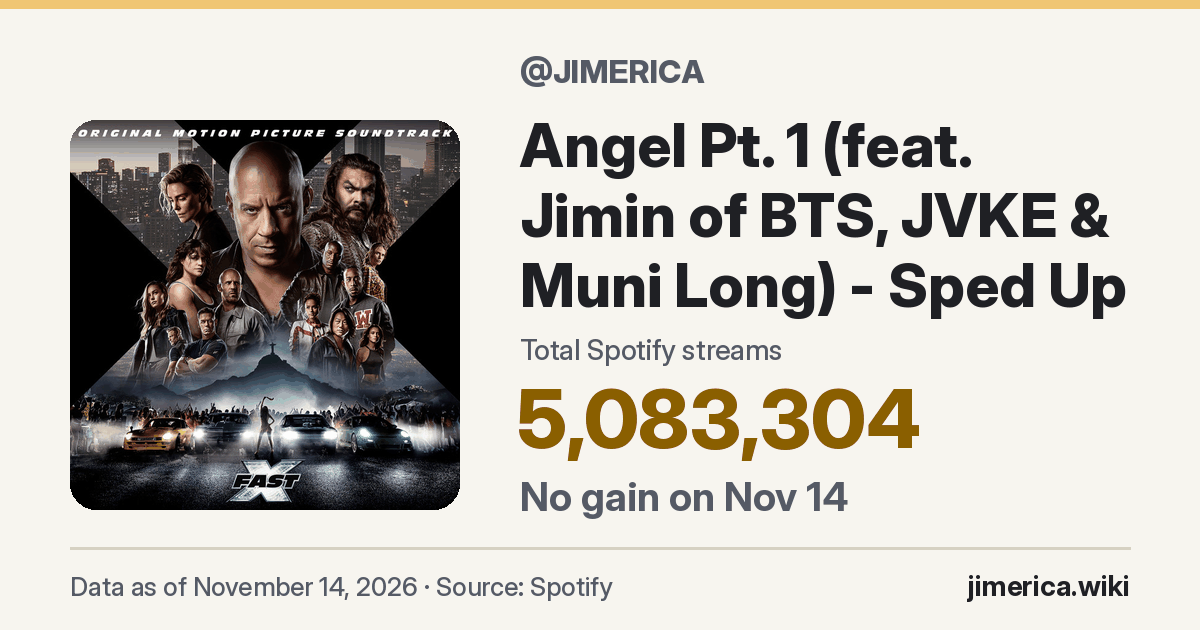 @JIMERICA
ORIGINAL MOTION PICTURE SOUNDTRACK
W
FAST
X
Angel Pt. 1 (feat.
Jimin of BTS, JVKE &
Muni Long) - Sped Up
Total Spotify streams
5,083,304
No gain on Nov 14
Data as of November 14, 2026 · Source: Spotify
jimerica.wiki